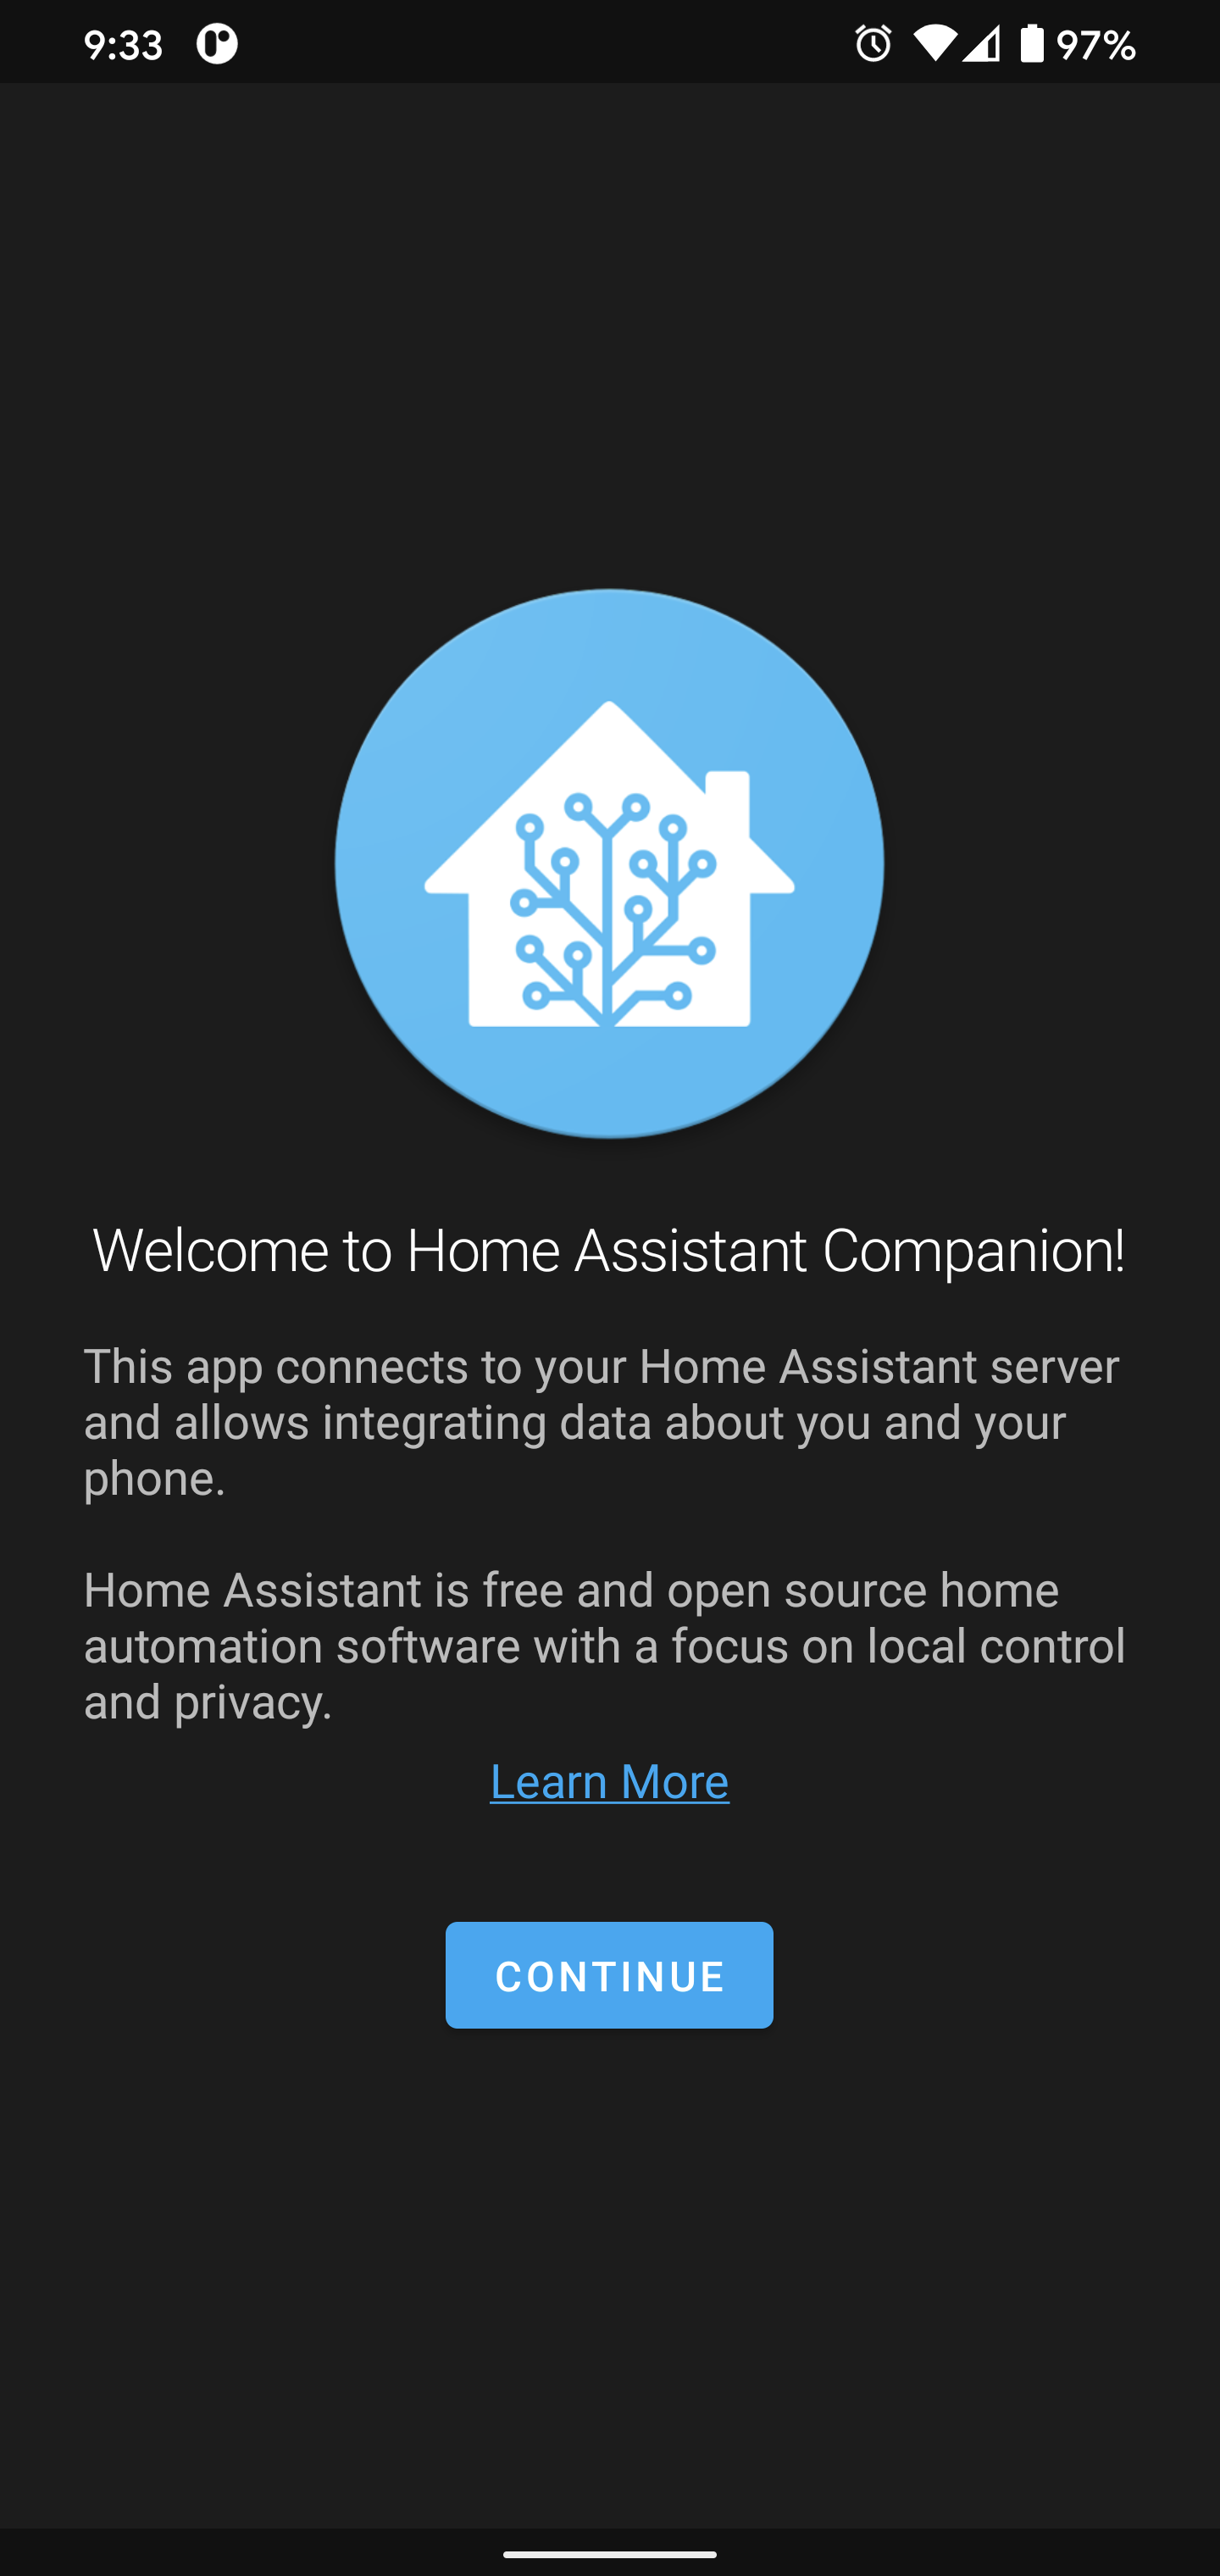 9:33 97%
Welcome to Home Assistant Companion!
This app connects to your Home Assistant server
and allows integrating data about you and your
phone.
Home Assistant is free and open source home
automation software with a focus on local control
and privacy.
Learn More
CONTINUE